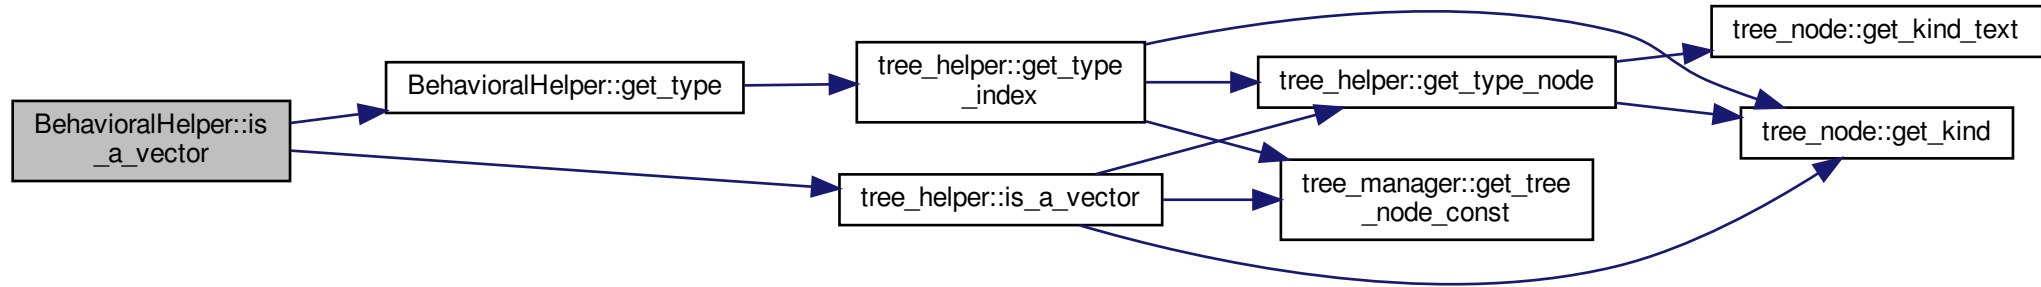 BehavioralHelper::is
_a_vector
BehavioralHelper::get_type
tree_helper::get_type
_index
tree_helper::is_a_vector
tree_helper::get_type_node
tree_manager::get_tree
_node_const
tree_node::get_kind_text
tree_node::get_kind